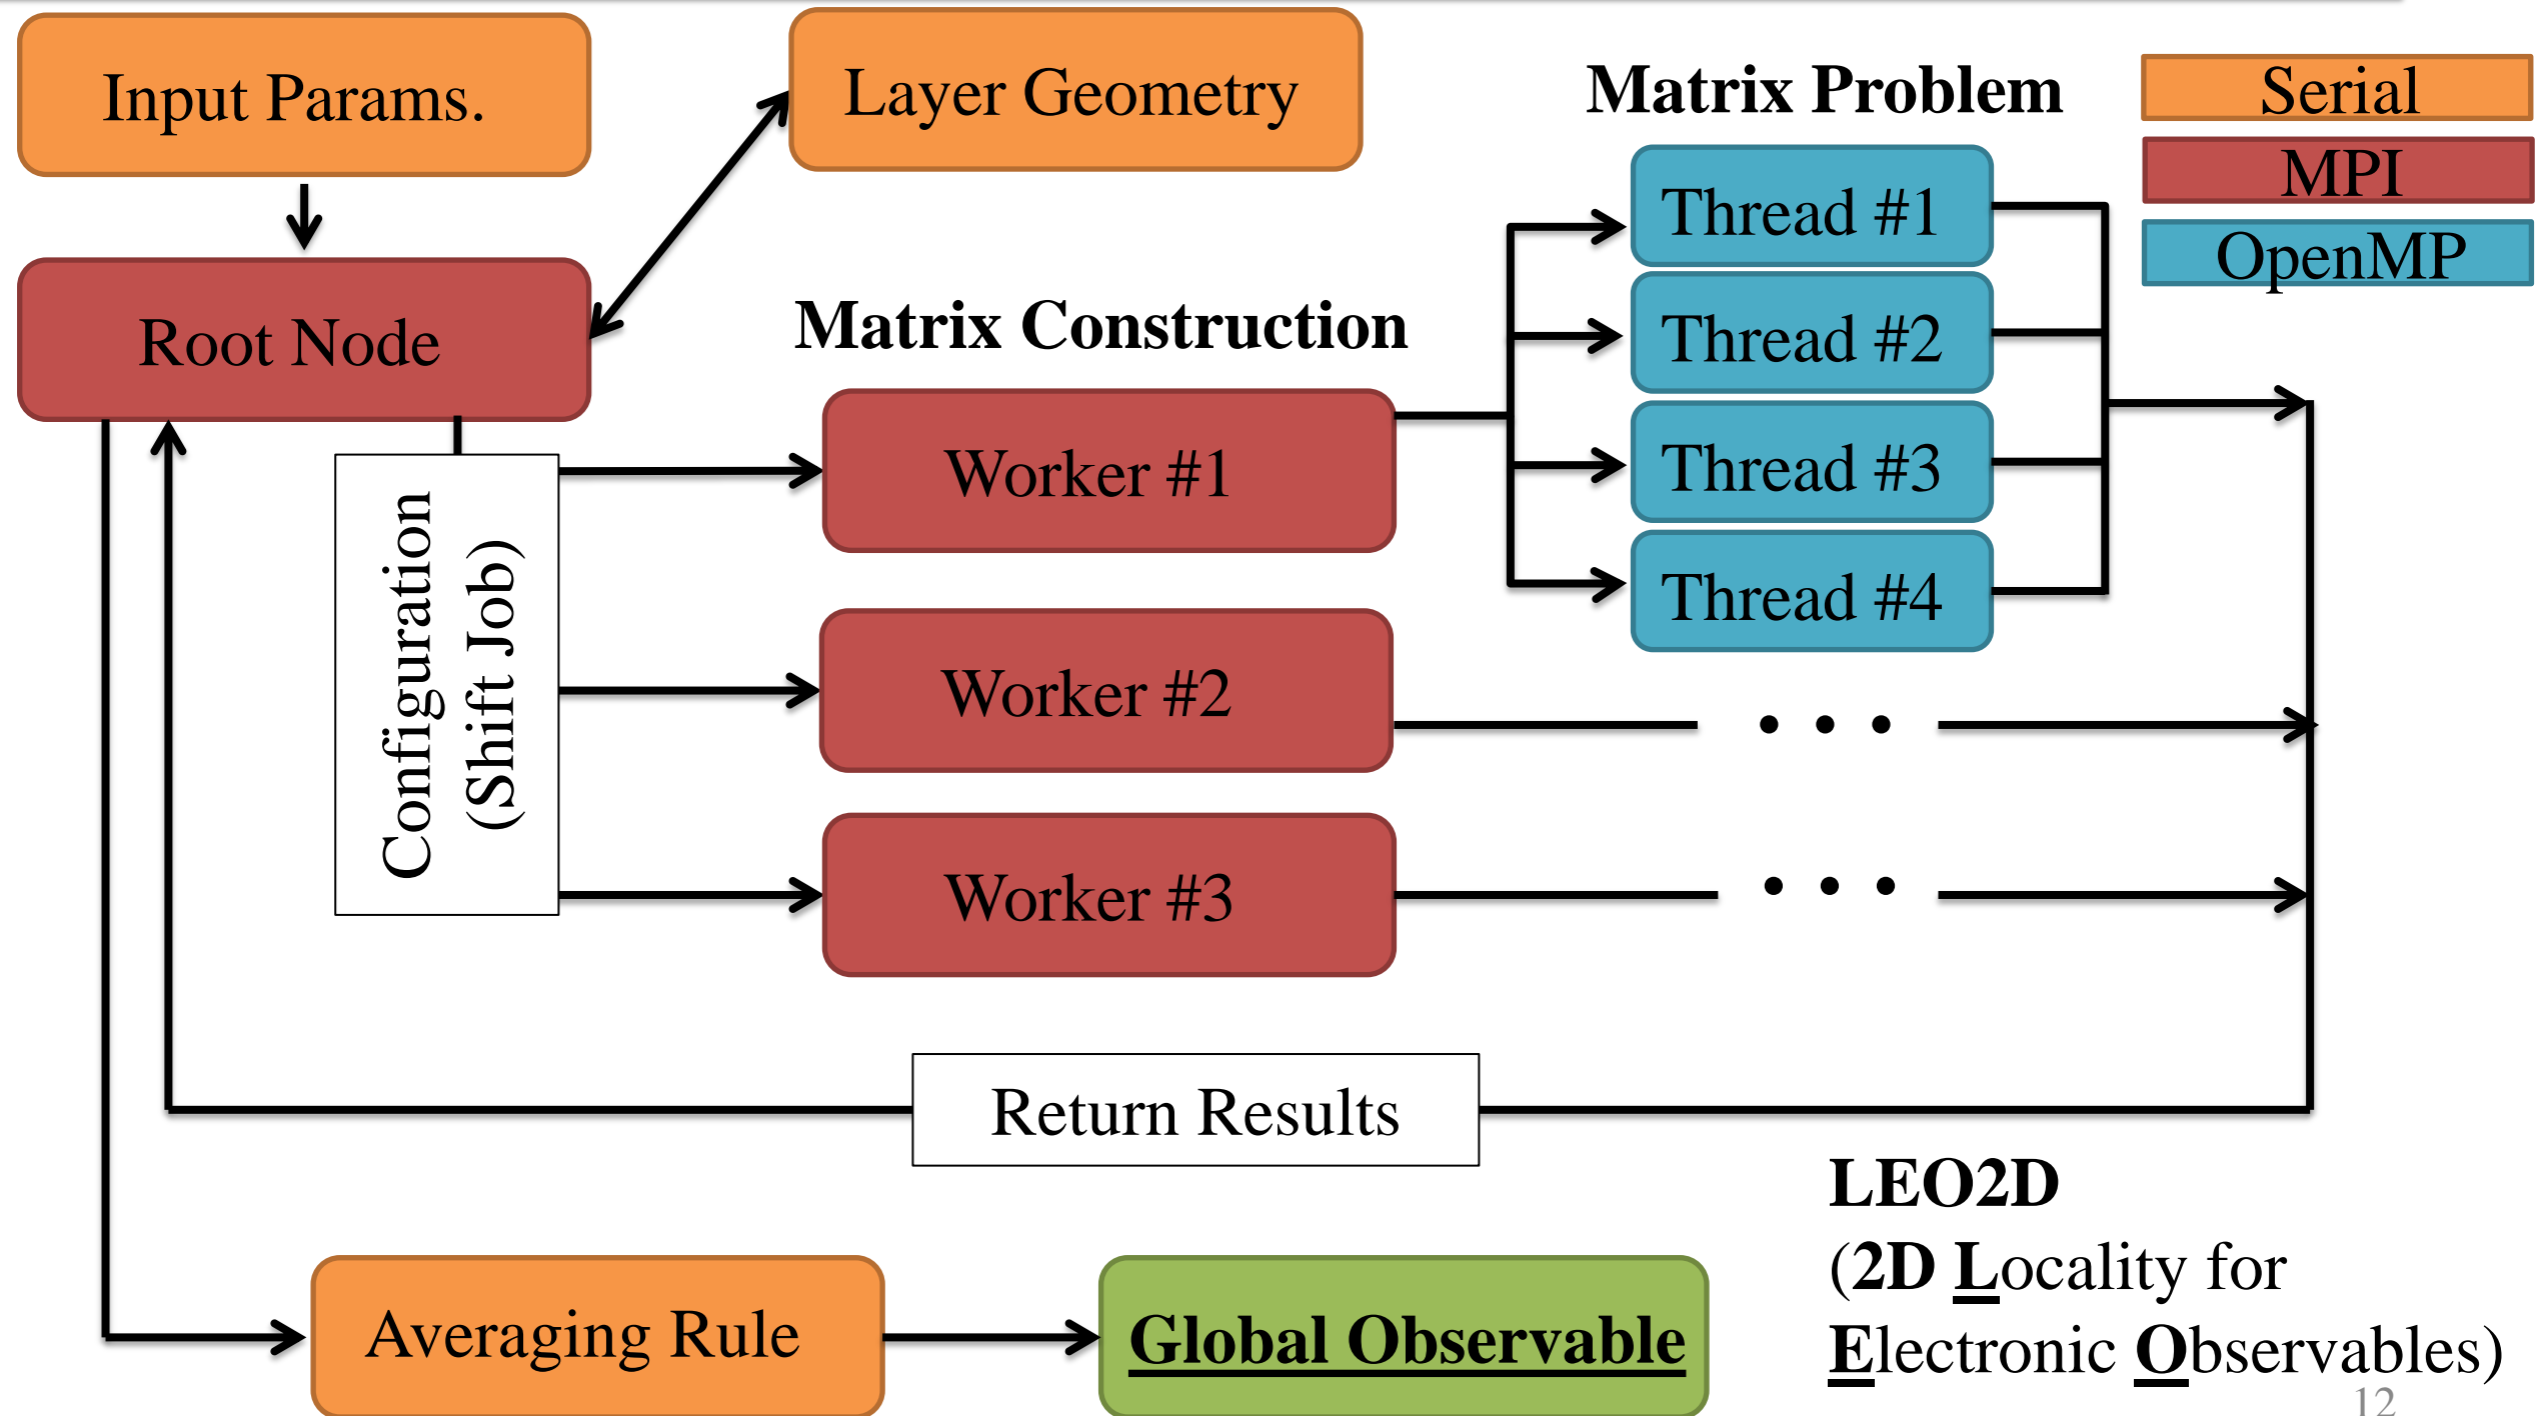 Input Params.
Layer Geometry
Matrix Problem
Serial
MPI
OpenMP
Thread #1
Thread #2
Thread #3
Thread #4
Root Node
Matrix Construction
Configuration
(Shift Job)
Worker #1
Worker #2
• • •
Worker #3
• • •
Return Results
Averaging Rule
Global Observable
LEO2D
(2D Locality for
Electronic Observables)
12